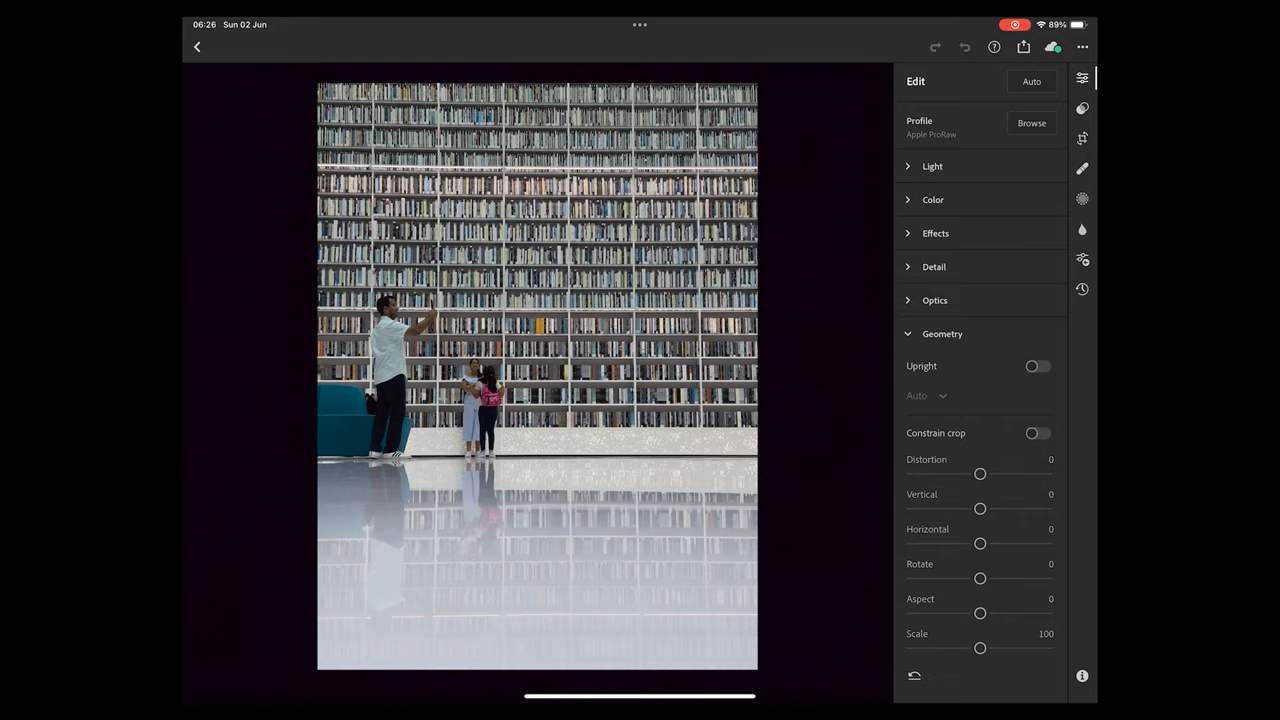 06:26 Sun 02 Jun
89%
Edit
Auto
Profile
Apple ProRaw
Browse
Light
Color
Effects
Detail
Optics
Geometry
Upright
Auto
Constrain crop
Distortion 0
Vertical 0
Horizontal 0
Rotate 0
Aspect 0
Scale 100